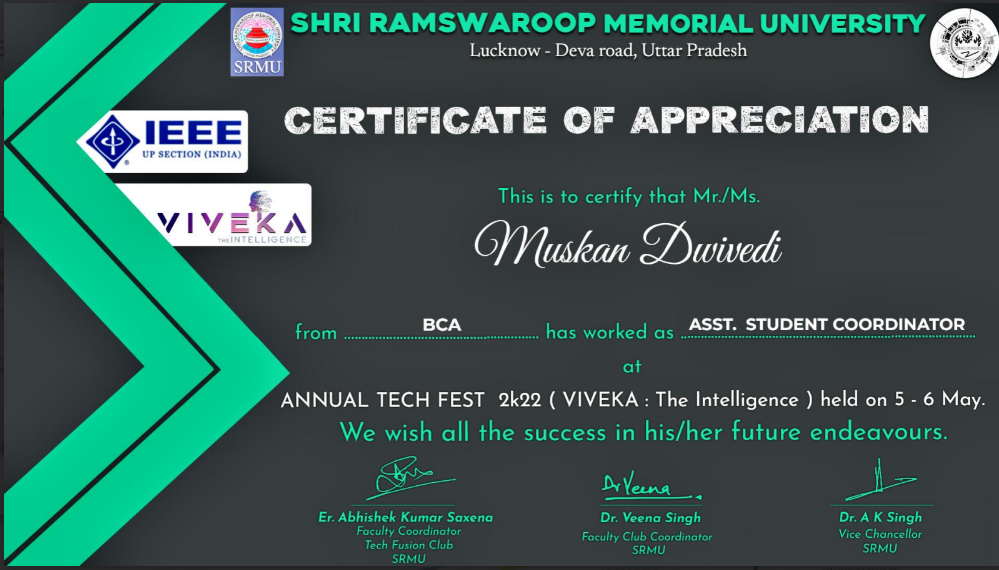 SHRI RAMSWAROOP MEMORIAL UNIVERSITY
Lucknow - Deva road, Uttar Pradesh
SRMU
IEEE
UP SECTION (INDIA)
VIVEKA
THE INTELLIGENCE
CERTIFICATE OF APPRECIATION
This is to certify that Mr./Ms.
Muskan Dwivedi
from BCA has worked as ASST. STUDENT COORDINATOR
at
ANNUAL TECH FEST 2k22 ( VIVEKA : The Intelligence ) held on 5 - 6 May.
We wish all the success in his/her future endeavours.
Dr Veena
Er. Abhishek Kumar Saxena
Faculty Coordinator
Tech Fusion Club
SRMU
Dr. Veena Singh
Faculty Club Coordinator
SRMU
Dr. A K Singh
Vice Chancellor
SRMU